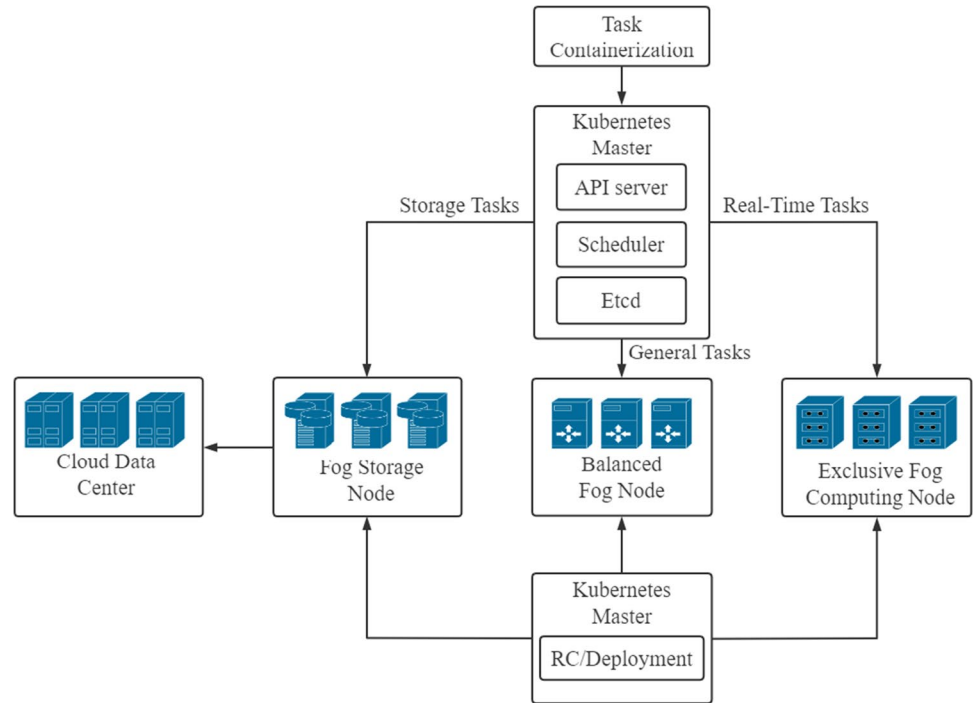 Task
Containerization
Kubernetes
Master
API server
Storage Tasks
Real-Time Tasks
Scheduler
Etcd
General Tasks
Cloud Data
Center
Fog Storage
Node
Balanced
Fog Node
Exclusive Fog
Computing Node
Kubernetes
Master
RC/Deployment